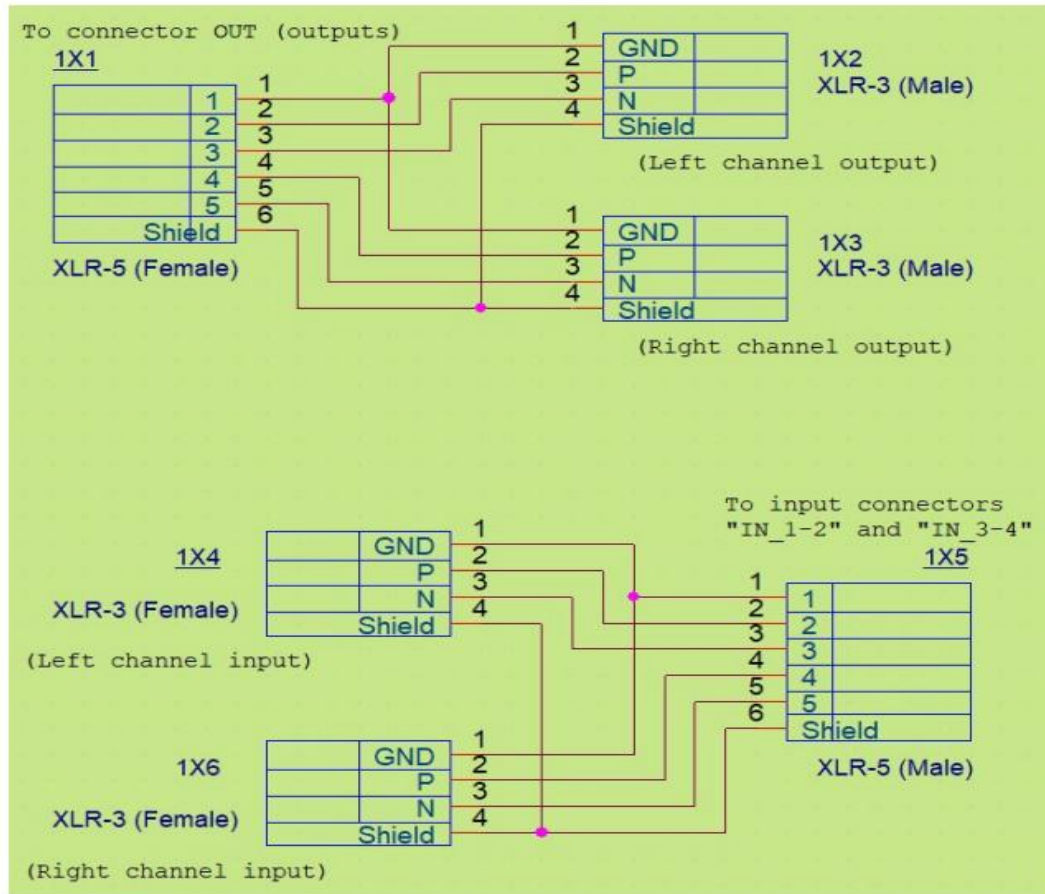 To connector OUT (outputs)
1X1
1
2
3
4
5
6
1
2
3
4
5
Shield
XLR-5 (Female)
1
2
3
4
GND
P
N
Shield
1X2
XLR-3 (Male)
(Left channel output)
1
2
3
4
GND
P
N
Shield
1X3
XLR-3 (Male)
(Right channel output)
1X4
XLR-3 (Female)
GND
P
N
Shield
1
2
3
4
(Left channel input)
To input connectors
"IN_1-2" and "IN_3-4"
1X5
1
2
3
4
5
6
1
2
3
4
5
Shield
XLR-5 (Male)
1X6
XLR-3 (Female)
GND
P
N
Shield
1
2
3
4
(Right channel input)